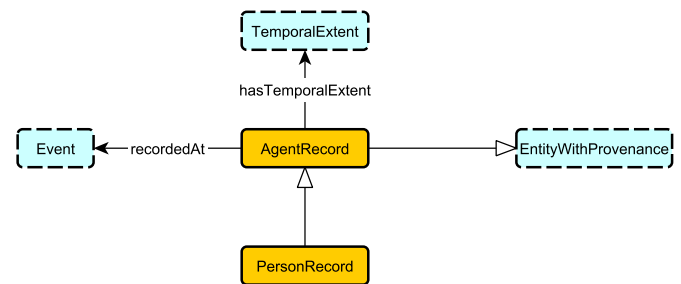 TemporalExtent
hasTemporalExtent
Event
recordedAt
AgentRecord
EntityWithProvenance
PersonRecord